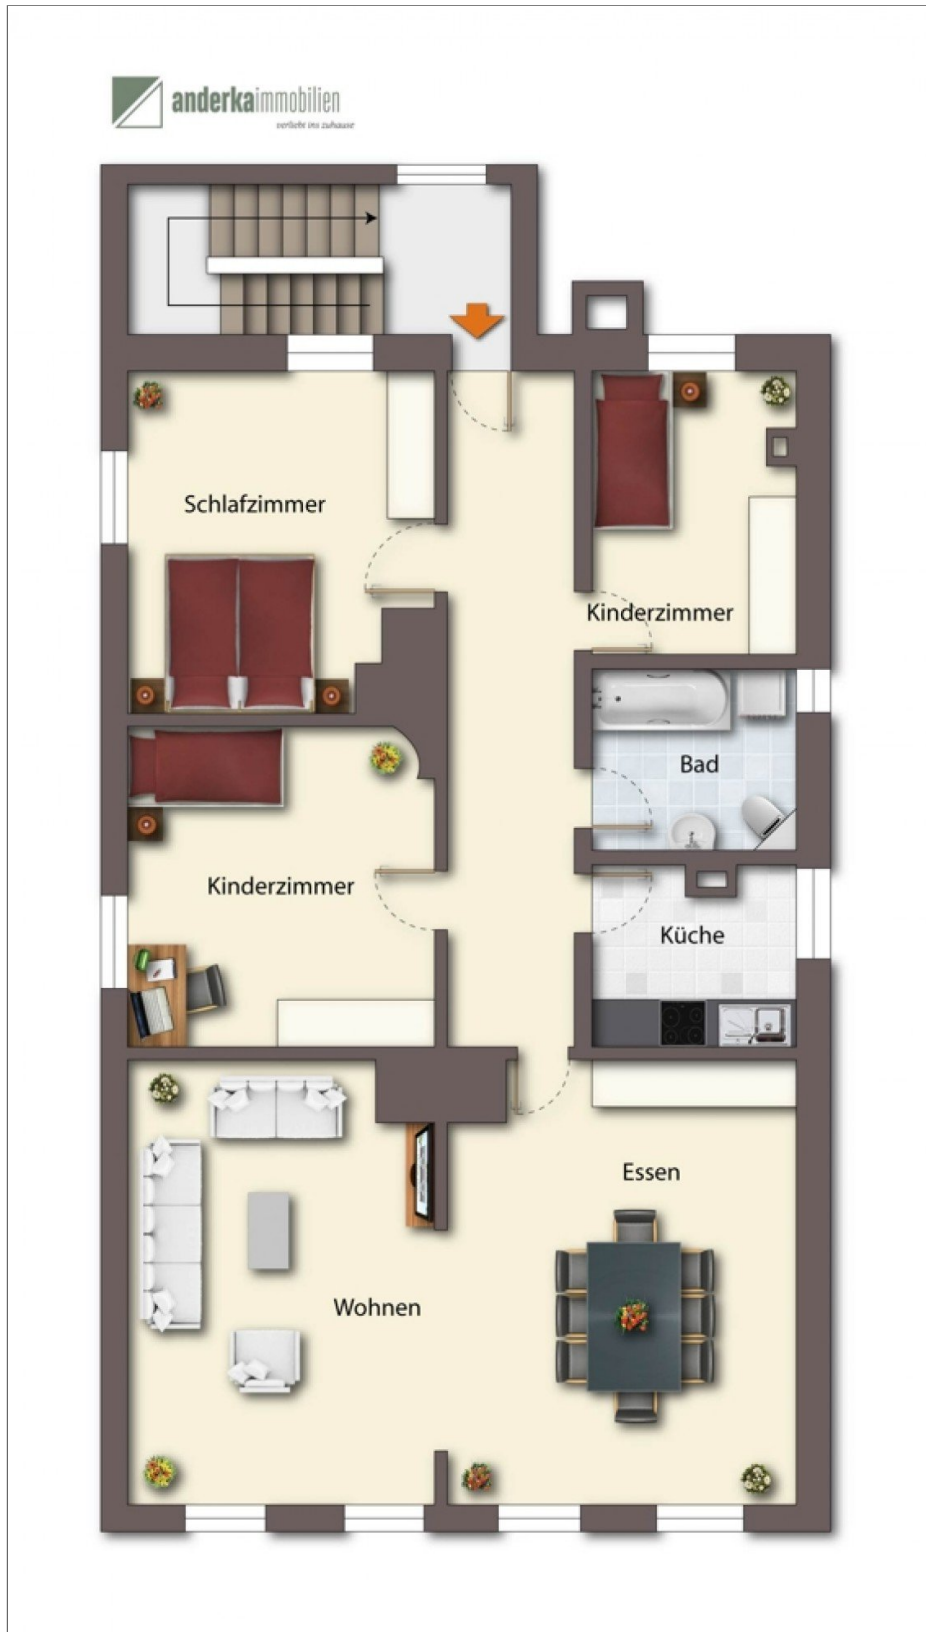 anderkaimmobilien
verliebt ins zuhause
Schlafzimmer
Kinderzimmer
Bad
Kinderzimmer
Küche
Essen
Wohnen